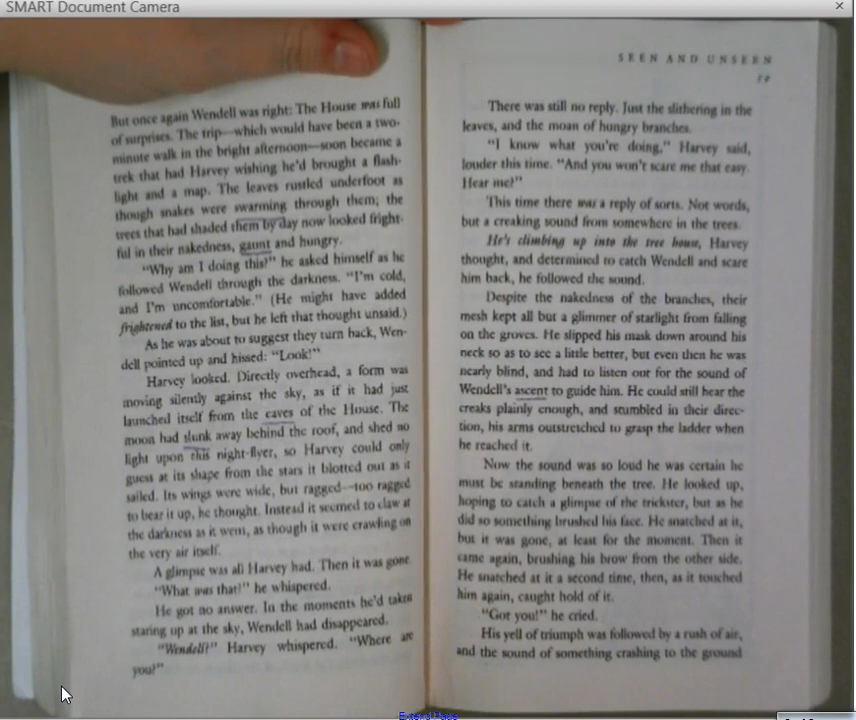 SMART Document Camera
But once again Wendell was right: The House was full
of surprises. The trip—which would have been a two-
minute walk in the bright afternoon—soon became a
trek that had Harvey wishing he'd brought a flash-
light and a map. The leaves rustled underfoot as
though snakes were swarming through them; the
trees that had shaded them by day now looked fright-
ful in their nakedness, gaunt and hungry.
"Why am I doing this?" he asked himself as he
followed Wendell through the darkness. "I'm cold,
and I'm uncomfortable." (He might have added
frightened to the list, but he left that thought unsaid.)
As he was about to suggest they turn back, Wen-
dell pointed up and hissed: "Look!"
Harvey looked. Directly overhead, a form was
moving silently against the sky, as if it had just
launched itself from the eaves of the House. The
moon had slunk away behind the roof, and shed no
light upon this night-flyer, so Harvey could only
guess at its shape from the stars it blotted out as it
sailed. Its wings were wide, but ragged—too ragged
to bear it up, he thought. Instead it seemed to claw at
the darkness as it went, as though it were crawling on
the very air itself.
A glimpse was all Harvey had. Then it was gone.
"What was that?" he whispered.
He got no answer. In the moments he'd taken
staring up at the sky, Wendell had disappeared.
"Wendell?" Harvey whispered. "Where are
you?"
SEEN AND UNSEEN
There was still no reply. Just the slithering in the
leaves, and the moan of hungry branches.
"I know what you're doing," Harvey said,
louder this time. "And you won't scare me that easy.
Hear me?"
This time there was a reply of sorts. Not words,
but a creaking sound from somewhere in the trees.
He's climbing up into the tree house, Harvey
thought, and determined to catch Wendell and scare
him back, he followed the sound.
Despite the nakedness of the branches, their
mesh kept all but a glimmer of starlight from falling
on the groves. He slipped his mask down around his
neck so as to see a little better, but even then he was
nearly blind, and had to listen out for the sound of
Wendell's ascent to guide him. He could still hear the
creaks plainly enough, and stumbled in their direc-
tion, his arms outstretched to grasp the ladder when
he reached it.
Now the sound was so loud he was certain he
must be standing beneath the tree. He looked up,
hoping to catch a glimpse of the trickster, but as he
did so something brushed his face. He snatched at it,
but it was gone, at least for the moment. Then it
came again, brushing his brow from the other side.
He snatched at it a second time, then, as it touched
him again, caught hold of it.
"Got you!" he cried.
His yell of triumph was followed by a rush of air,
and the sound of something crashing to the ground
Extend Page